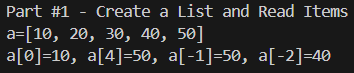 Part #1 - Create a List and Read Items
a=[10, 20, 30, 40, 50]
a[0]=10, a[4]=50, a[-1]=50, a[-2]=40